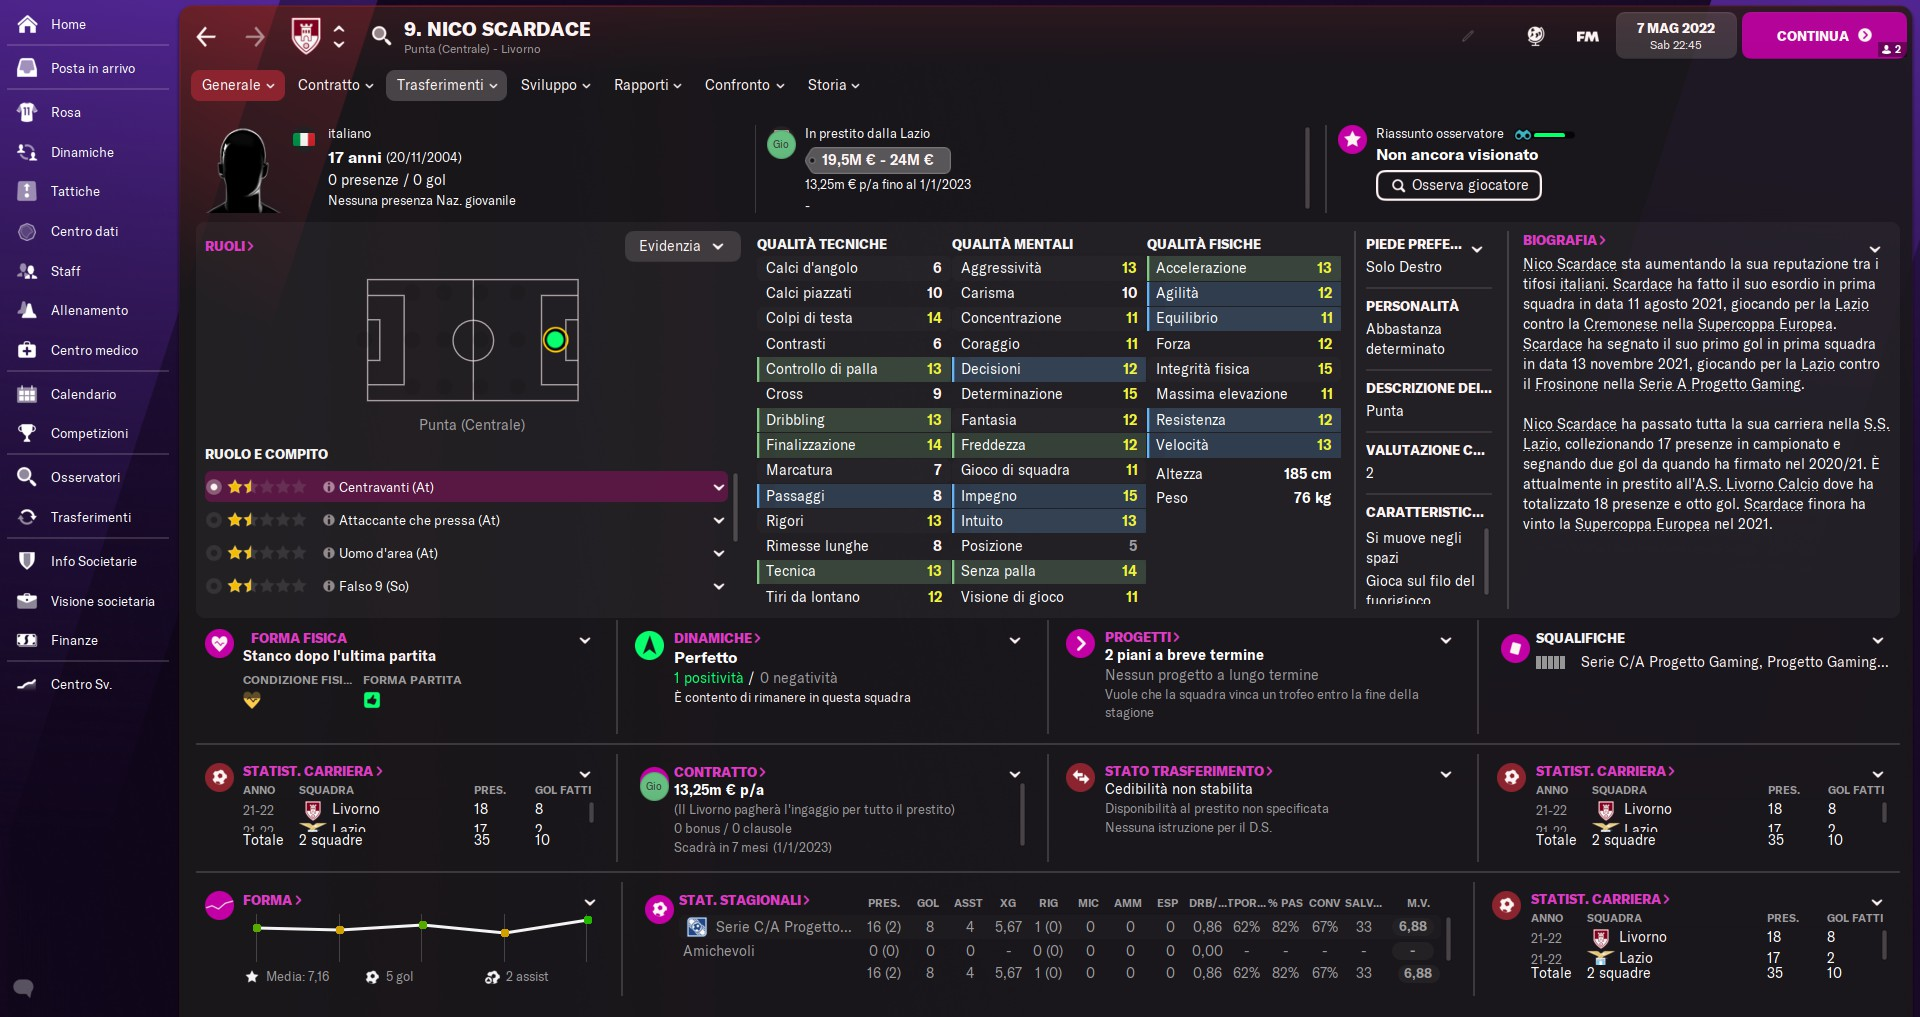 Home
Posta in arrivo
Rosa
Dinamiche
Tattiche
Centro dati
Staff
Allenamento
Centro medico
Calendario
Competizioni
Osservatori
Trasferimenti
Info Societarie
Visione societaria
Finanze
Centro Sv.
9. NICO SCARDACE
Punta (Centrale) - Livorno
FM
7 MAG 2022
Sab 22:45
CONTINUA
2
Generale
Contratto
Trasferimenti
Sviluppo
Rapporti
Confronto
Storia
italiano
17 anni (20/11/2004)
0 presenze / 0 gol
Nessuna presenza Naz. giovanile
Gio
In prestito dalla Lazio
19,5M € - 24M €
13,25m € p/a fino al 1/1/2023
-
Riassunto osservatore
Non ancora visionato
Osserva giocatore
RUOLI
Evidenzia
Punta (Centrale)
RUOLO E COMPITO
Centravanti (At)
Attaccante che pressa (At)
Uomo d'area (At)
Falso 9 (So)
QUALITÀ TECNICHE
Calci d'angolo 6
Calci piazzati 10
Colpi di testa 14
Contrasti 6
Controllo di palla 13
Cross 9
Dribbling 13
Finalizzazione 14
Marcatura 7
Passaggi 8
Rigori 13
Rimesse lunghe 8
Tecnica 13
Tiri da lontano 12
QUALITÀ MENTALI
Aggressività 13
Carisma 10
Concentrazione 11
Coraggio 11
Decisioni 12
Determinazione 15
Fantasia 12
Freddezza 12
Gioco di squadra 11
Impegno 15
Intuito 13
Posizione 5
Senza palla 14
Visione di gioco 11
QUALITÀ FISICHE
Accelerazione 13
Agilità 12
Equilibrio 11
Forza 12
Integrità fisica 15
Massima elevazione 11
Resistenza 12
Velocità 13
Altezza 185 cm
Peso 76 kg
PIEDE PREFE...
Solo Destro
PERSONALITÀ
Abbastanza
determinato
DESCRIZIONE DEI...
Punta
VALUTAZIONE C...
2
CARATTERISTIC...
Si muove negli
spazi
Gioca sul filo del
fuorigioco
BIOGRAFIA
Nico Scardace sta aumentando la sua reputazione tra i
tifosi italiani. Scardace ha fatto il suo esordio in prima
squadra in data 11 agosto 2021, giocando per la Lazio
contro la Cremonese nella Supercoppa Europea.
Scardace ha segnato il suo primo gol in prima squadra
in data 13 novembre 2021, giocando per la Lazio contro
il Frosinone nella Serie A Progetto Gaming.
Nico Scardace ha passato tutta la sua carriera nella S.S.
Lazio, collezionando 17 presenze in campionato e
segnando due gol da quando ha firmato nel 2020/21. È
attualmente in prestito all'A.S. Livorno Calcio dove ha
totalizzato 18 presenze e otto gol. Scardace finora ha
vinto la Supercoppa Europea nel 2021.
FORMA FISICA
Stanco dopo l'ultima partita
CONDIZIONE FISI... FORMA PARTITA
DINAMICHE
Perfetto
1 positività / 0 negatività
È contento di rimanere in questa squadra
PROGETTI
2 piani a breve termine
Nessun progetto a lungo termine
Vuole che la squadra vinca un trofeo entro la fine della
stagione
SQUALIFICHE
Serie C/A Progetto Gaming, Progetto Gaming...
STATIST. CARRIERA
ANNO SQUADRA PRES. GOL FATTI
21-22 Livorno 18 8
21-22 Lazio 17 2
Totale 2 squadre 35 10
Gio
CONTRATTO
13,25m € p/a
(Il Livorno pagherà l'ingaggio per tutto il prestito)
0 bonus / 0 clausole
Scadrà in 7 mesi (1/1/2023)
STATO TRASFERIMENTO
Cedibilità non stabilita
Disponibilità al prestito non specificata
Nessuna istruzione per il D.S.
STATIST. CARRIERA
ANNO SQUADRA PRES. GOL FATTI
21-22 Livorno 18 8
21-22 Lazio 17 2
Totale 2 squadre 35 10
FORMA
Media: 7,16 5 gol 2 assist
STAT. STAGIONALI PRES. GOL ASST XG RIG MIC AMM ESP DRB/... TPOR... % PAS CONV SALV... M.V.
Serie C/A Progetto... 16 (2) 8 4 5,67 1 (0) 0 0 0 0,86 62% 82% 67% 33 6,88
Amichevoli 0 (0) 0 0 - 0 (0) 0 0 0 0,00 - - - - -
16 (2) 8 4 5,67 1 (0) 0 0 0 0,86 62% 82% 67% 33 6,88
STATIST. CARRIERA
ANNO SQUADRA PRES. GOL FATTI
21-22 Livorno 18 8
21-22 Lazio 17 2
Totale 2 squadre 35 10